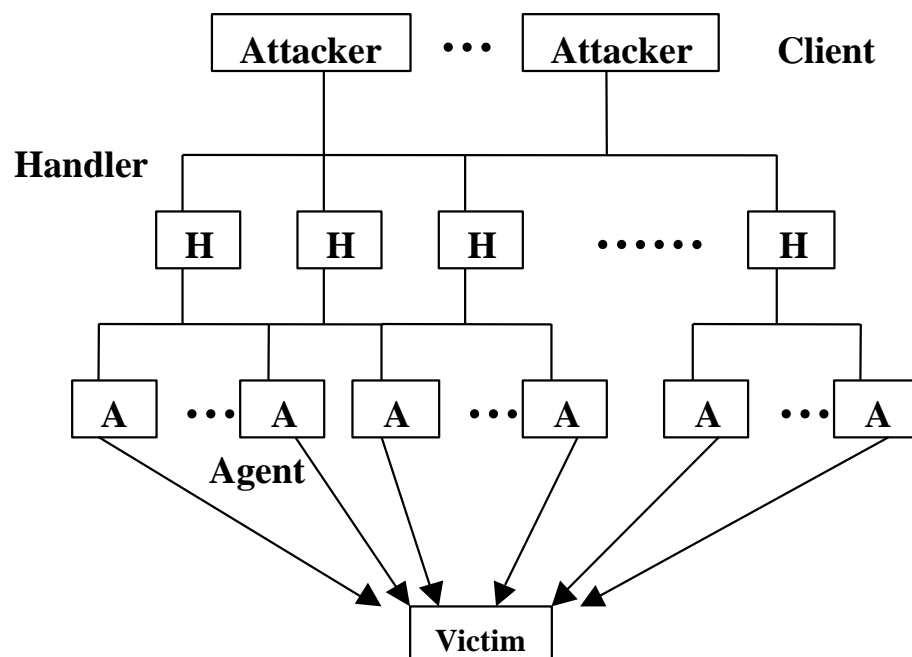 Attacker ••• Attacker Client
Handler
H H H •••••• H
A ••• A A ••• A A ••• A
Agent
Victim